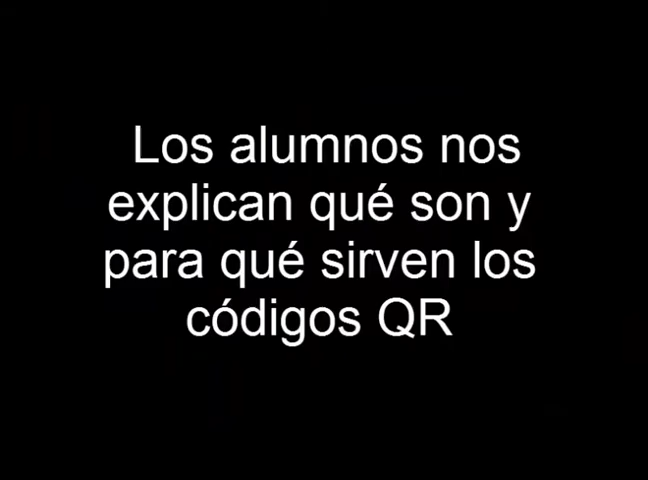 Los alumnos nos
explican qué son y
para qué sirven los
códigos QR